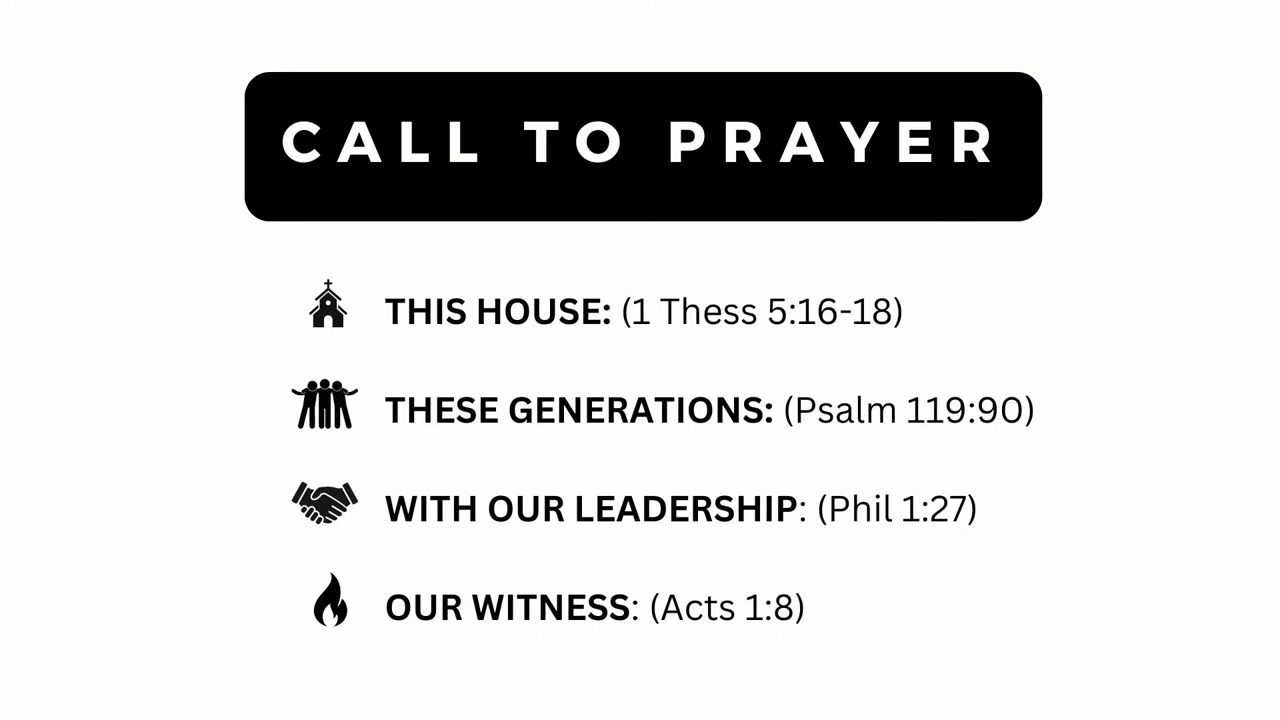 CALL TO PRAYER
THIS HOUSE: (1 Thess 5:16-18)
THESE GENERATIONS: (Psalm 119:90)
WITH OUR LEADERSHIP: (Phil 1:27)
OUR WITNESS: (Acts 1:8)